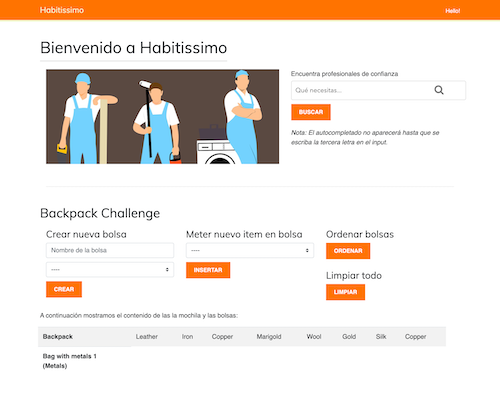 Habitissimo
Hello!
Bienvenido a Habitissimo
Encuentra profesionales de confianza
Qué necesitas...
BUSCAR
Nota: El autocompletado no aparecerá hasta que se
escriba la tercera letra en el input.
Backpack Challenge
Crear nueva bolsa
Nombre de la bolsa
----
CREAR
Meter nuevo item en bolsa
----
INSERTAR
Ordenar bolsas
ORDENAR
Limpiar todo
LIMPIAR
A continuación mostramos el contenido de las la mochila y las bolsas:
Backpack Leather Iron Copper Marigold Wool Gold Silk Copper
Bag with metals 1
(Metals)